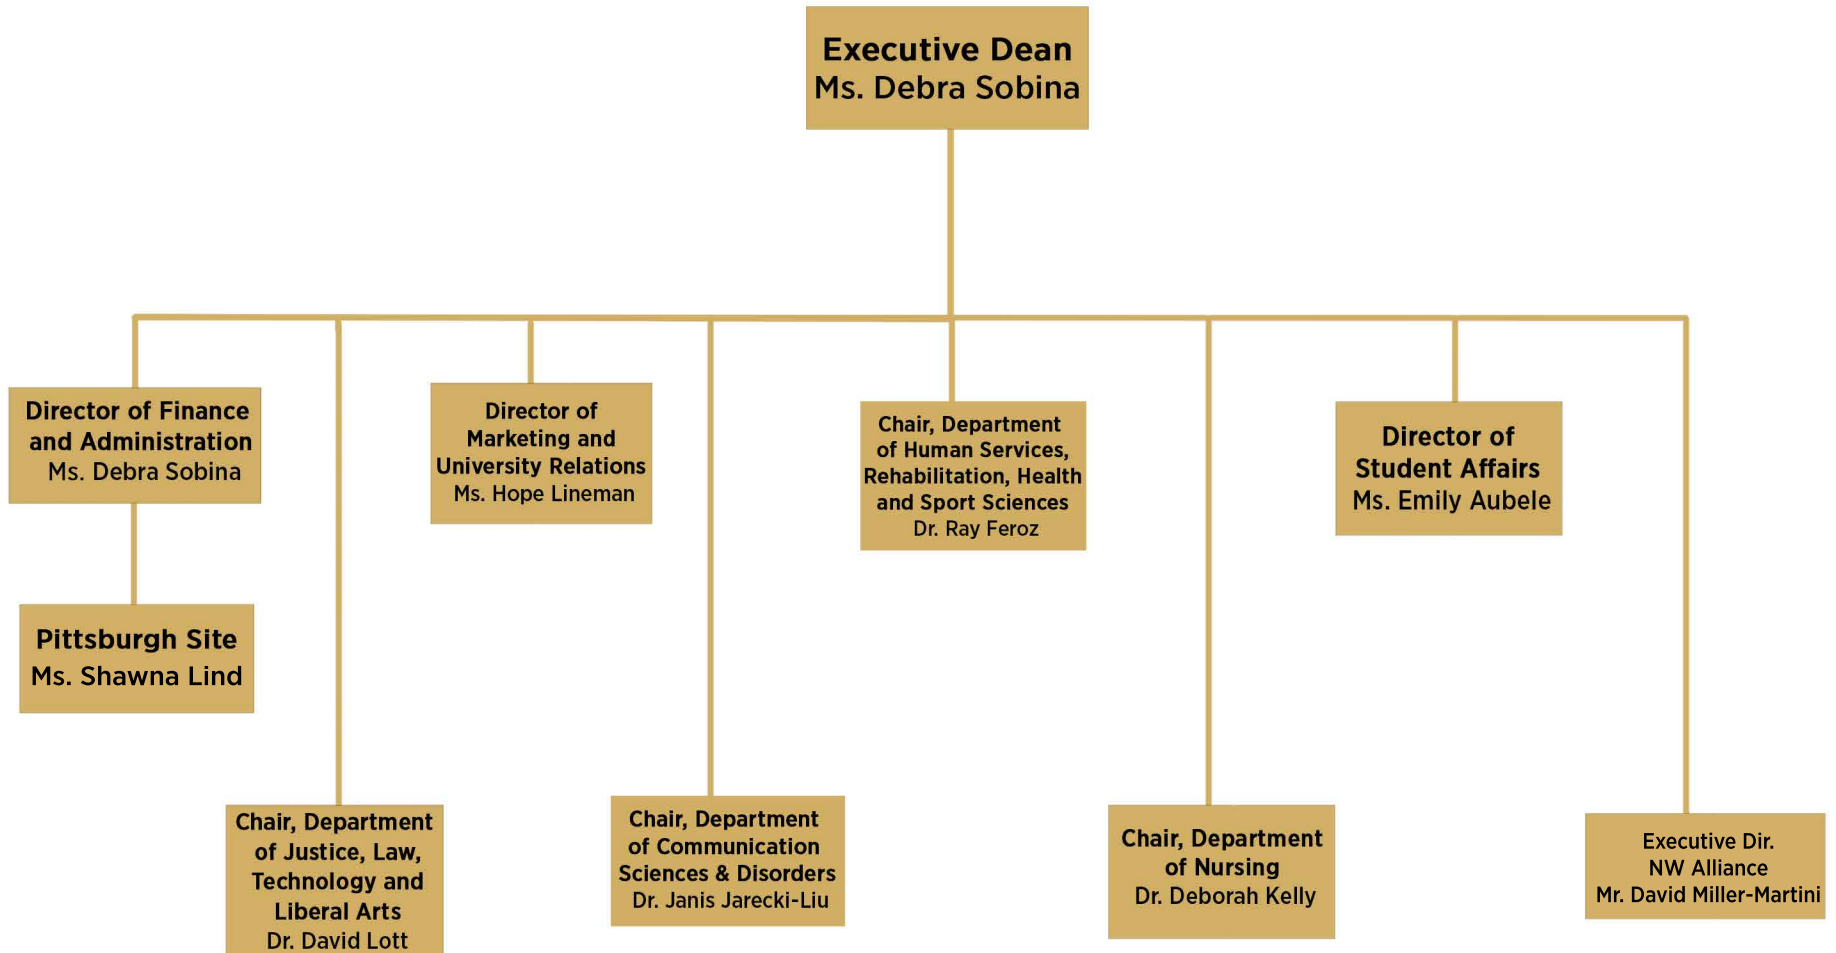 Executive Dean
Ms. Debra Sobina
Director of Finance
and Administration
Ms. Debra Sobina
Director of
Marketing and
University Relations
Ms. Hope Lineman
Chair, Department
of Human Services,
Rehabilitation, Health
and Sport Sciences
Dr. Ray Feroz
Director of
Student Affairs
Ms. Emily Aubele
Pittsburgh Site
Ms. Shawna Lind
Chair, Department
of Justice, Law,
Technology and
Liberal Arts
Dr. David Lott
Chair, Department
of Communication
Sciences & Disorders
Dr. Janis Jarecki-Liu
Chair, Department
of Nursing
Dr. Deborah Kelly
Executive Dir.
NW Alliance
Mr. David Miller-Martini